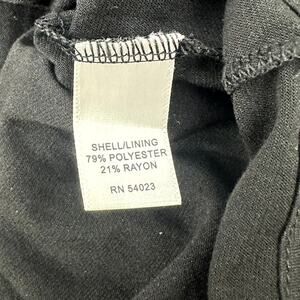 SHELL/LINING
79% POLYESTER
21% RAYON
RN 54023